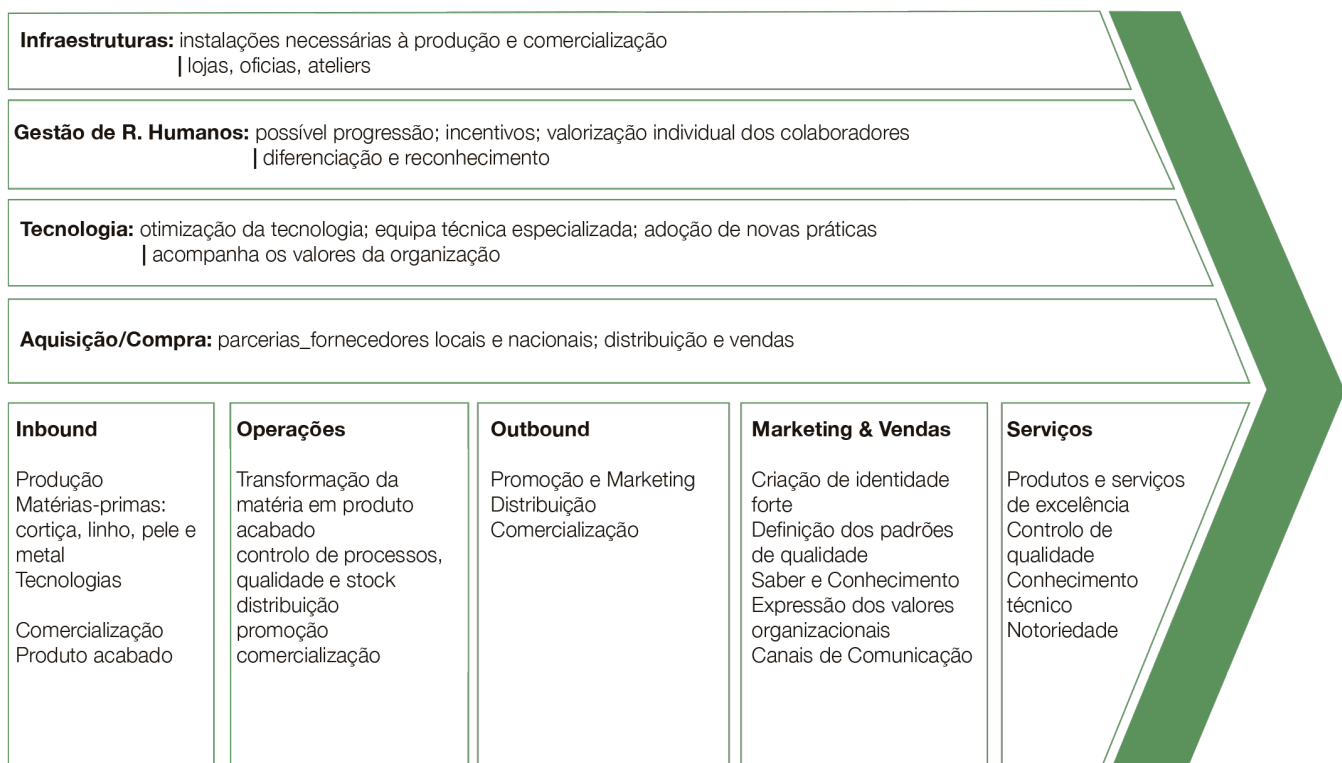 Infraestruturas: instalações necessárias à produção e comercialização
| lojas, oficias, ateliers
Gestão de R. Humanos: possível progressão; incentivos; valorização individual dos colaboradores
| diferenciação e reconhecimento
Tecnologia: otimização da tecnologia; equipa técnica especializada; adoção de novas práticas
| acompanha os valores da organização
Aquisição/Compra: parcerias_fornecedores locais e nacionais; distribuição e vendas
Inbound
Produção
Matérias-primas:
cortiça, linho, pele e
metal
Tecnologias
Comercialização
Produto acabado
Operações
Transformação da
matéria em produto
acabado
controlo de processos,
qualidade e stock
distribuição
promoção
comercialização
Outbound
Promoção e Marketing
Distribuição
Comercialização
Marketing & Vendas
Criação de identidade
forte
Definição dos padrões
de qualidade
Saber e Conhecimento
Expressão dos valores
organizacionais
Canais de Comunicação
Serviços
Produtos e serviços
de excelência
Controlo de
qualidade
Conhecimento
técnico
Notoriedade